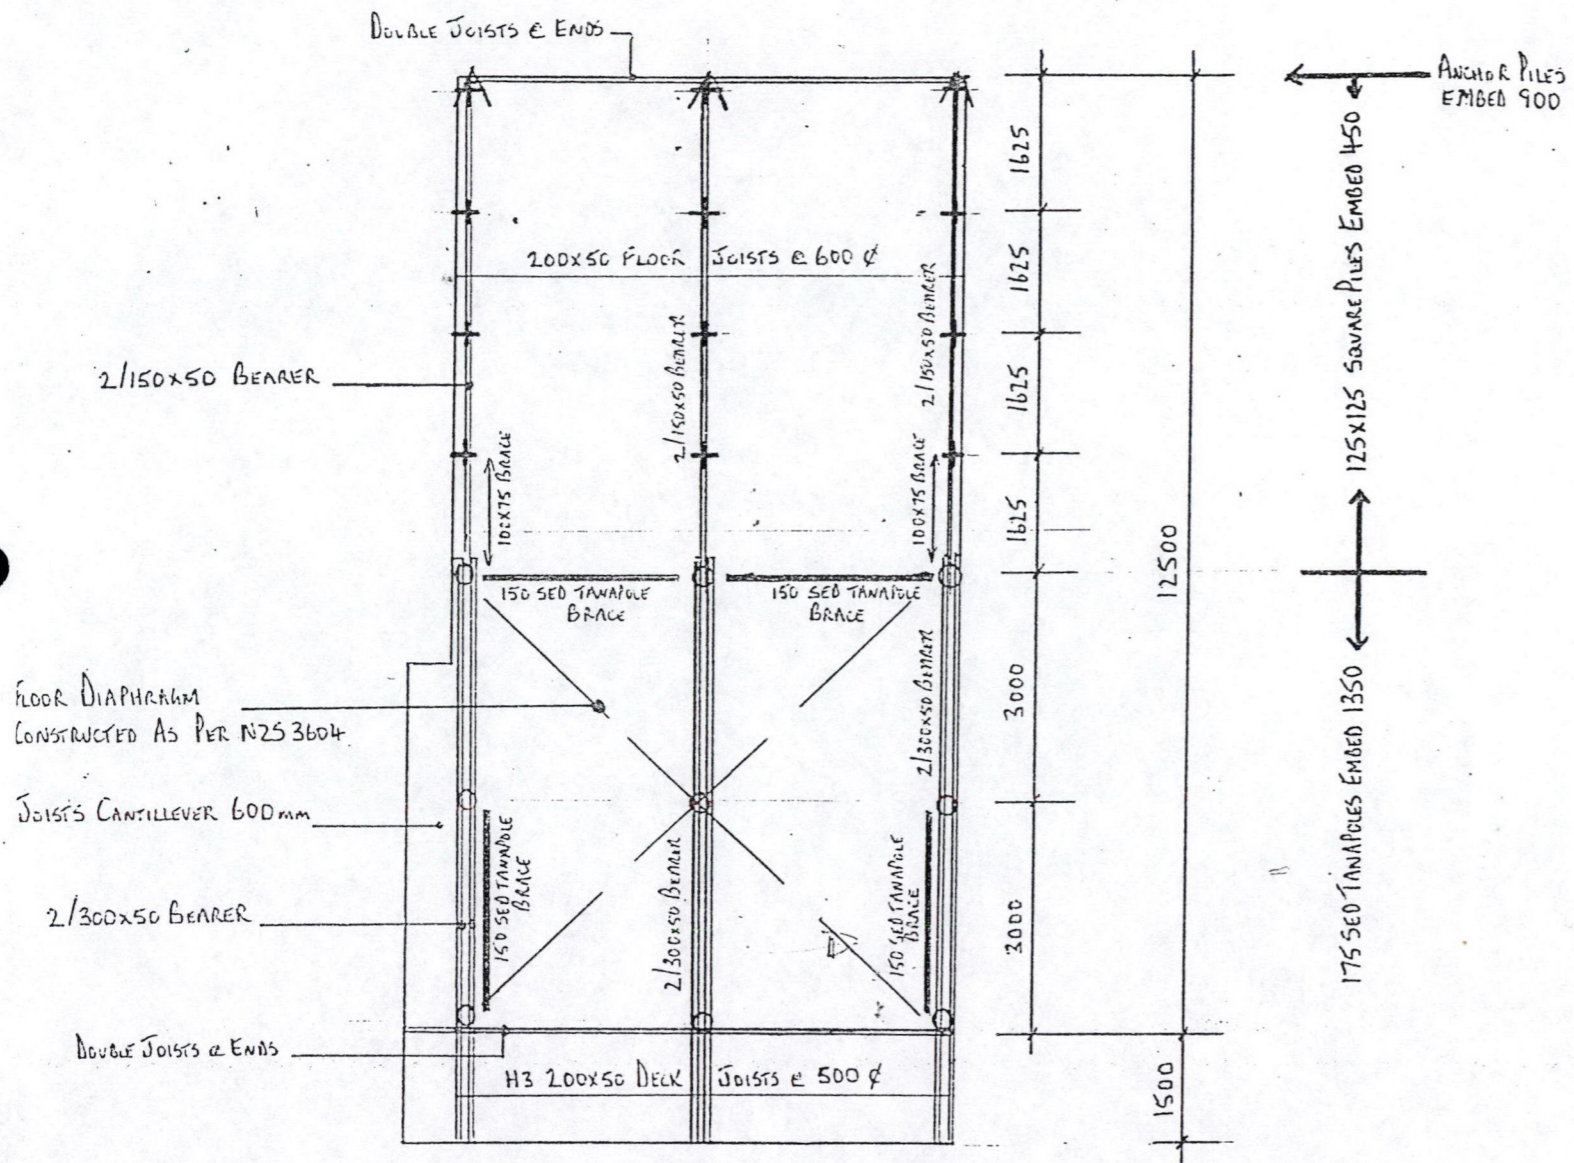 DOUBLE JOISTS @ ENDS
ANCHOR PILES
EMBED 900
1625
125x125 SQUARE PILES EMBED 450
200x50 FLOOR JOISTS @ 600 ¢
1625
2/150x50 BEARER
2/150x50 BEARER
2/150x50 BEARER
1625
100x75 BRACE
100x75 BRACE
1625
12500
150 SED TANAPOLE
BRACE
150 SED TANAPOLE
BRACE
FLOOR DIAPHRAGM
CONSTRUCTED AS PER NZS 3604
2/300x50 BEARER
3000
175 SED TANAPOLES EMBED 1350
JOISTS CANTILLEVER 600mm
150 SED TANAPOLE
BRACE
2/300x50 BEARER
150 SED TANAPOLE
BRACE
3000
2/300x50 BEARER
DOUBLE JOISTS @ ENDS
H3 200x50 DECK JOISTS @ 500 ¢
1500